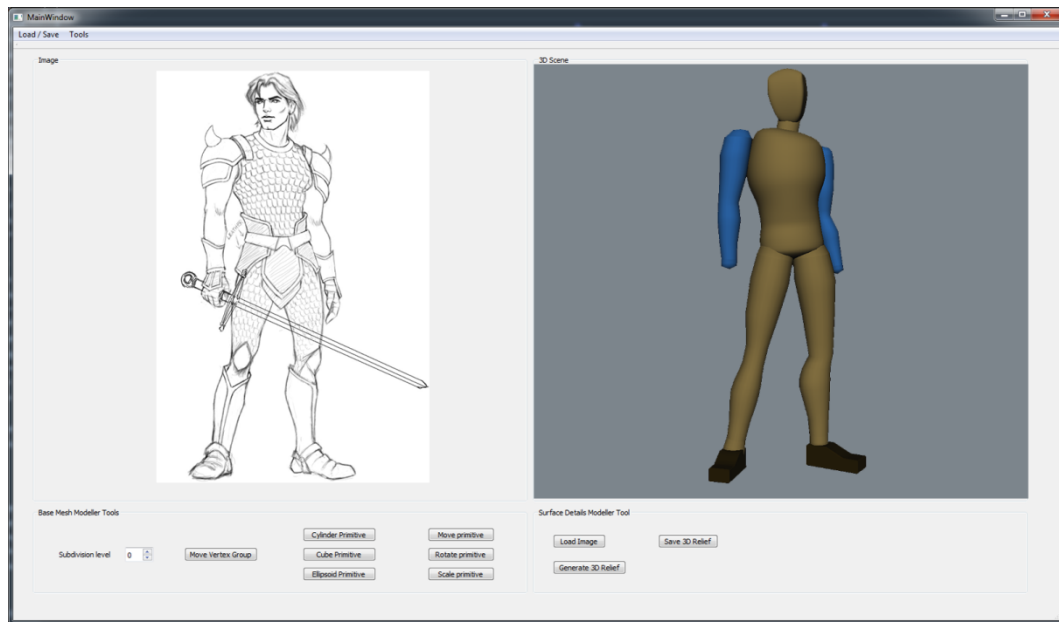 MainWindow
Load / Save Tools
Image
3D Scene
Base Mesh Modeller Tools
Subdivision level 0
Move Vertex Group
Cylinder Primitive
Cube Primitive
Ellipsoid Primitive
Move primitive
Rotate primitive
Scale primitive
Surface Details Modeller Tool
Load Image
Save 3D Relief
Generate 3D Relief